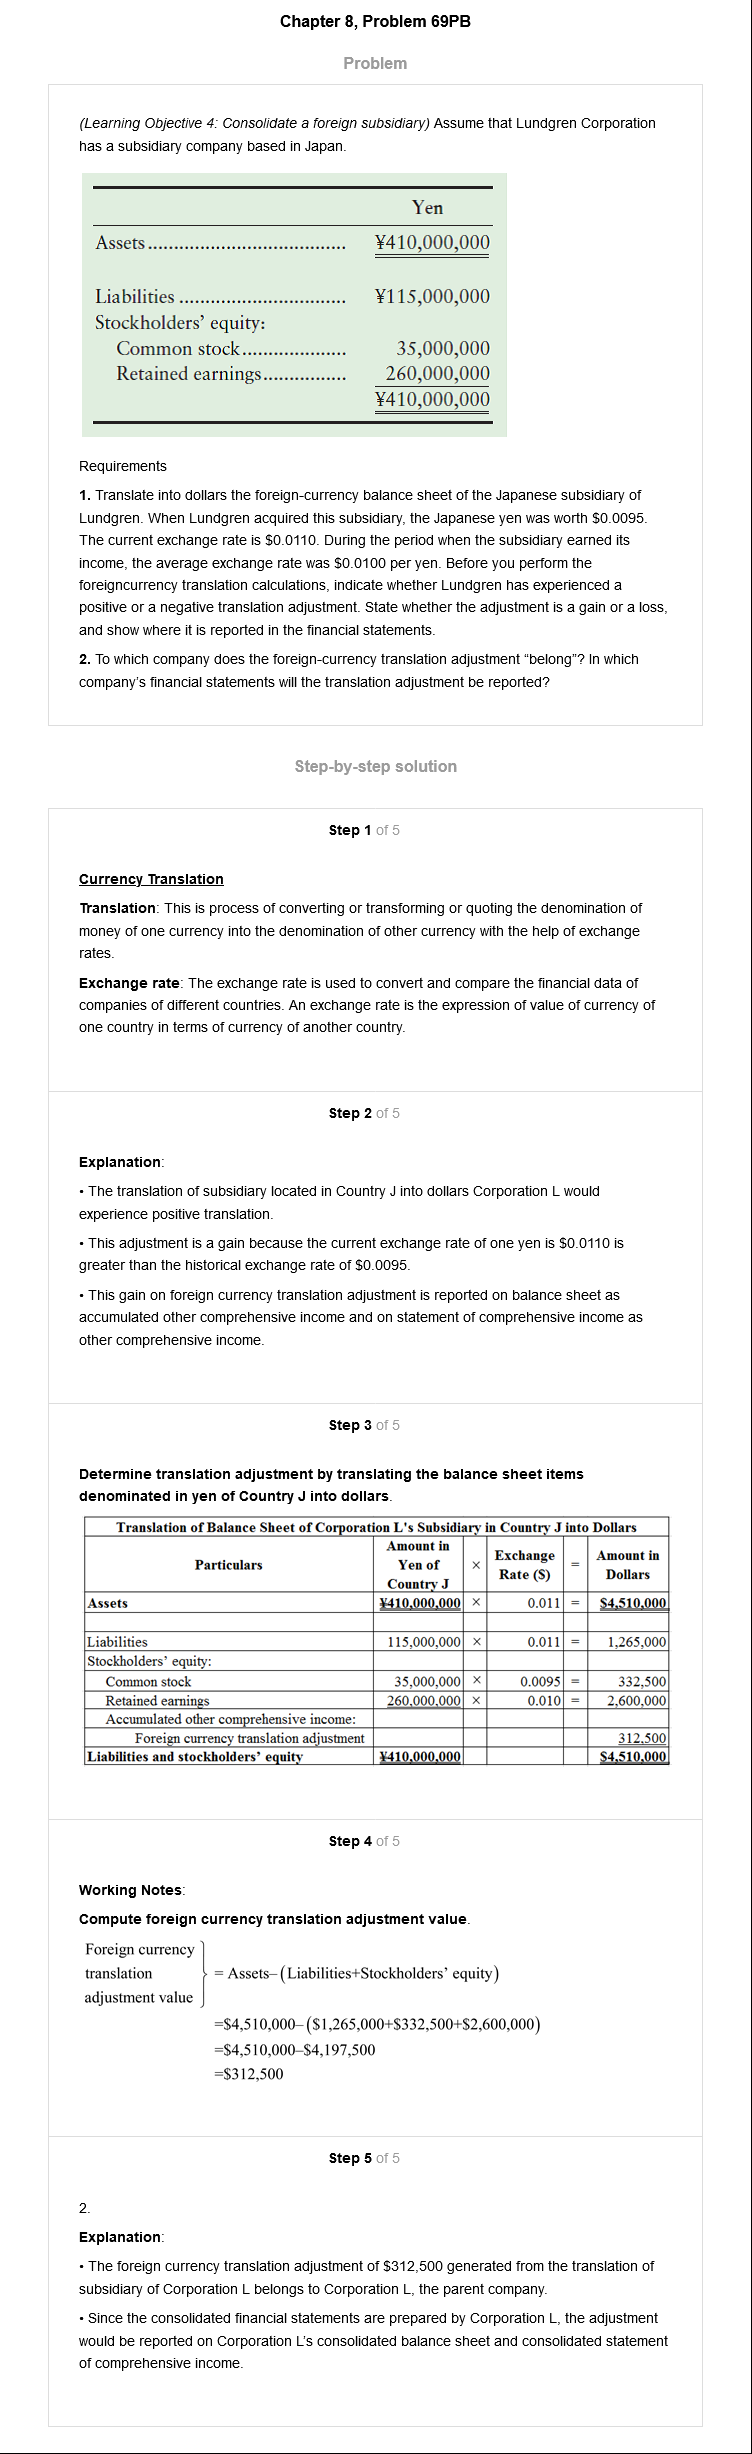 Chapter 8, Problem 69PB
Problem
(Learning Objective 4: Consolidate a foreign subsidiary) Assume that Lundgren Corporation
has a subsidiary company based in Japan.
Yen
Assets...................................... ¥410,000,000
Liabilities ................................ ¥115,000,000
Stockholders' equity:
Common stock.................... 35,000,000
Retained earnings................ 260,000,000
¥410,000,000
Requirements
1. Translate into dollars the foreign-currency balance sheet of the Japanese subsidiary of
Lundgren. When Lundgren acquired this subsidiary, the Japanese yen was worth $0.0095.
The current exchange rate is $0.0110. During the period when the subsidiary earned its
income, the average exchange rate was $0.0100 per yen. Before you perform the
foreigncurrency translation calculations, indicate whether Lundgren has experienced a
positive or a negative translation adjustment. State whether the adjustment is a gain or a loss,
and show where it is reported in the financial statements.
2. To which company does the foreign-currency translation adjustment “belong”? In which
company's financial statements will the translation adjustment be reported?
Step-by-step solution
Step 1 of 5
Currency Translation
Translation: This is process of converting or transforming or quoting the denomination of
money of one currency into the denomination of other currency with the help of exchange
rates.
Exchange rate: The exchange rate is used to convert and compare the financial data of
companies of different countries. An exchange rate is the expression of value of currency of
one country in terms of currency of another country.
Step 2 of 5
Explanation:
• The translation of subsidiary located in Country J into dollars Corporation L would
experience positive translation.
• This adjustment is a gain because the current exchange rate of one yen is $0.0110 is
greater than the historical exchange rate of $0.0095.
• This gain on foreign currency translation adjustment is reported on balance sheet as
accumulated other comprehensive income and on statement of comprehensive income as
other comprehensive income.
Step 3 of 5
Determine translation adjustment by translating the balance sheet items
denominated in yen of Country J into dollars.
Translation of Balance Sheet of Corporation L's Subsidiary in Country J into Dollars
Particulars Amount in Yen of Country J × Exchange Rate ($) = Amount in Dollars
Assets ¥410,000,000 × 0.011 = $4,510,000
Liabilities 115,000,000 × 0.011 = 1,265,000
Stockholders' equity:
Common stock 35,000,000 × 0.0095 = 332,500
Retained earnings 260,000,000 × 0.010 = 2,600,000
Accumulated other comprehensive income:
Foreign currency translation adjustment 312,500
Liabilities and stockholders' equity ¥410,000,000 $4,510,000
Step 4 of 5
Working Notes:
Compute foreign currency translation adjustment value.
Foreign currency
translation
adjustment value
= Assets–(Liabilities+Stockholders' equity)
=$4,510,000–($1,265,000+$332,500+$2,600,000)
=$4,510,000–$4,197,500
=$312,500
Step 5 of 5
2.
Explanation:
• The foreign currency translation adjustment of $312,500 generated from the translation of
subsidiary of Corporation L belongs to Corporation L, the parent company.
• Since the consolidated financial statements are prepared by Corporation L, the adjustment
would be reported on Corporation L's consolidated balance sheet and consolidated statement
of comprehensive income.